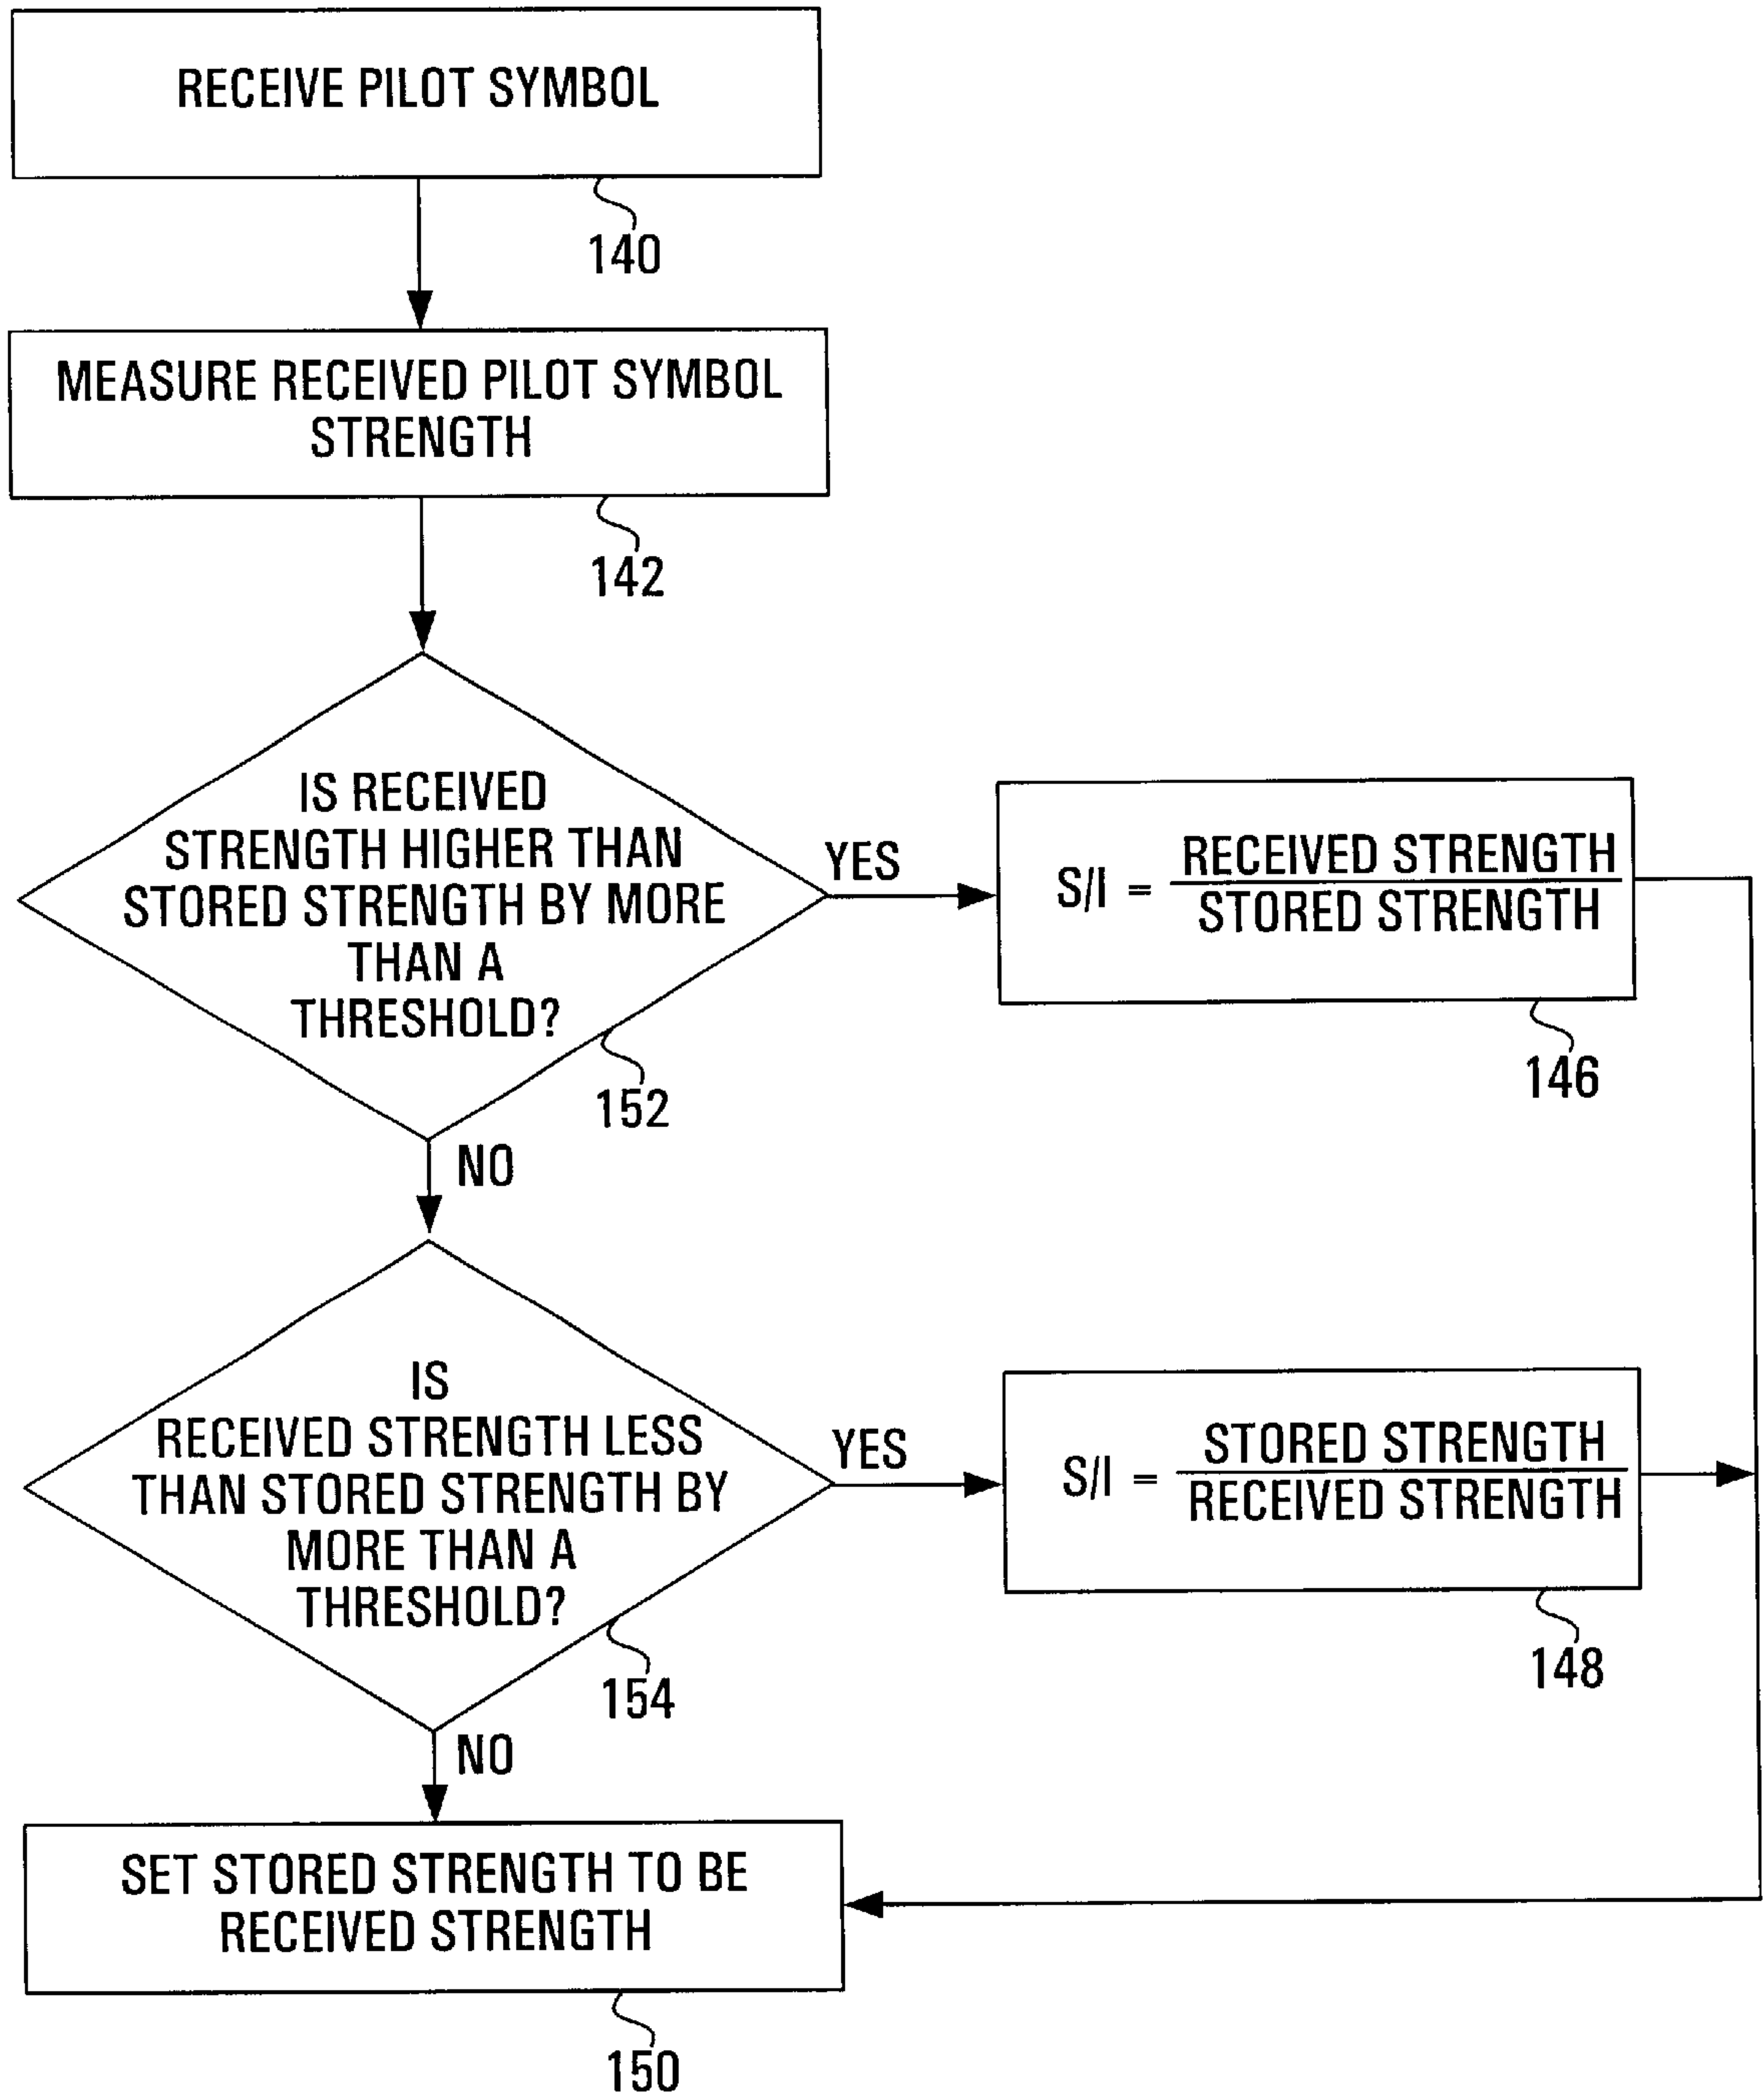 RECEIVE PILOT SYMBOL
140
MEASURE RECEIVED PILOT SYMBOL
STRENGTH
142
IS RECEIVED
STRENGTH HIGHER THAN
STORED STRENGTH BY MORE
THAN A
THRESHOLD?
152
YES
S/I = RECEIVED STRENGTH
STORED STRENGTH
146
NO
IS
RECEIVED STRENGTH LESS
THAN STORED STRENGTH BY
MORE THAN A
THRESHOLD?
154
YES
S/I = STORED STRENGTH
RECEIVED STRENGTH
148
NO
SET STORED STRENGTH TO BE
RECEIVED STRENGTH
150